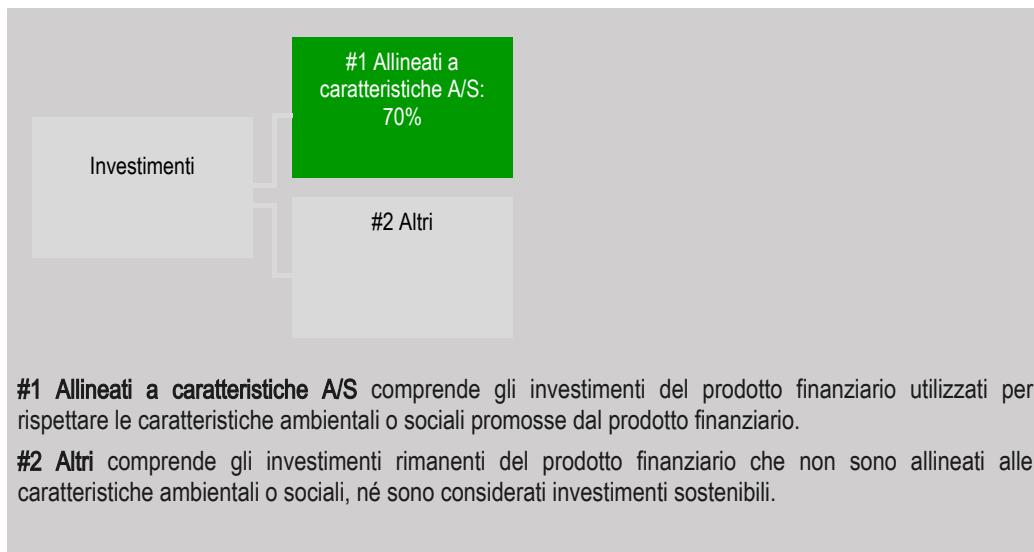 #1 Allineati a
caratteristiche A/S:
70%
Investimenti
#2 Altri
#1 Allineati a caratteristiche A/S comprende gli investimenti del prodotto finanziario utilizzati per
rispettare le caratteristiche ambientali o sociali promosse dal prodotto finanziario.
#2 Altri comprende gli investimenti rimanenti del prodotto finanziario che non sono allineati alle
caratteristiche ambientali o sociali, né sono considerati investimenti sostenibili.